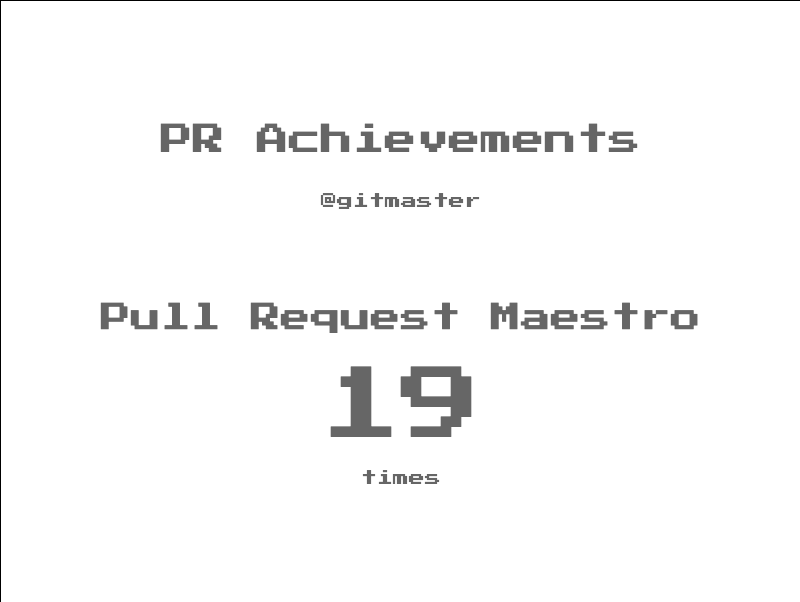 PR Achievements
@gitmaster
Pull Request Maestro
19
times